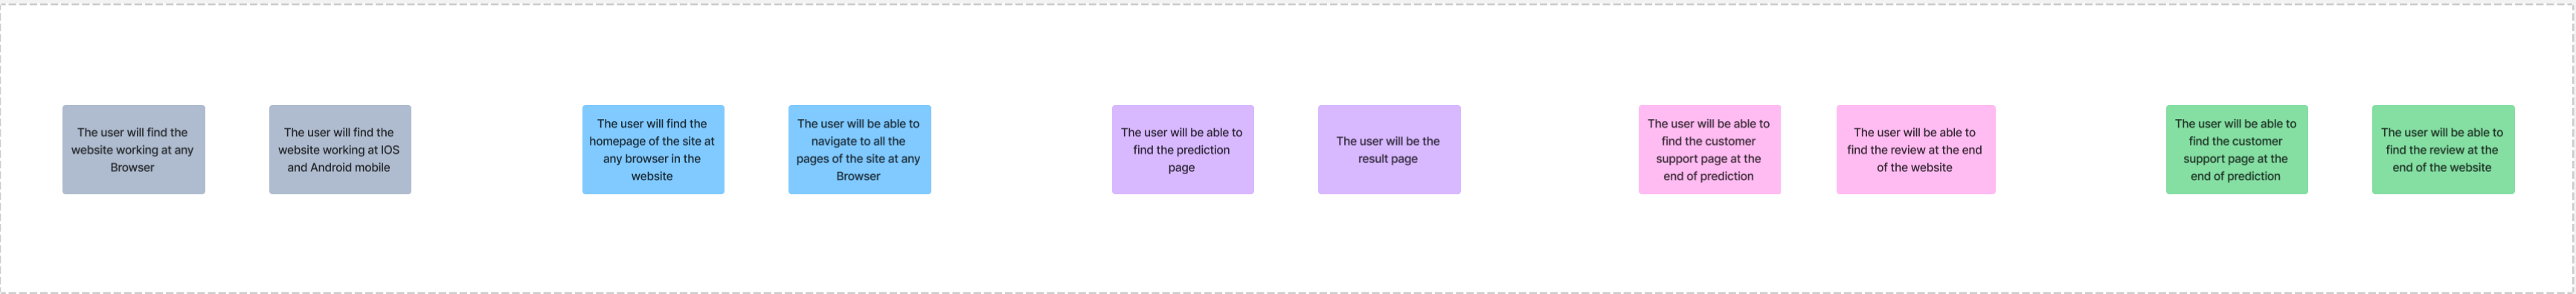 The user will find the
website working at any
Browser
The user will find the
website working at IOS
and Android mobile
The user will find the
homepage of the site at
any browser in the
website
The user will be able to
navigate to all the
pages of the site at any
Browser
The user will be able to
find the prediction
page
The user will be the
result page
The user will be able to
find the customer
support page at the
end of prediction
The user will be able to
find the review at the end
of the website
The user will be able to
find the customer
support page at the
end of prediction
The user will be able to
find the review at the
end of the website